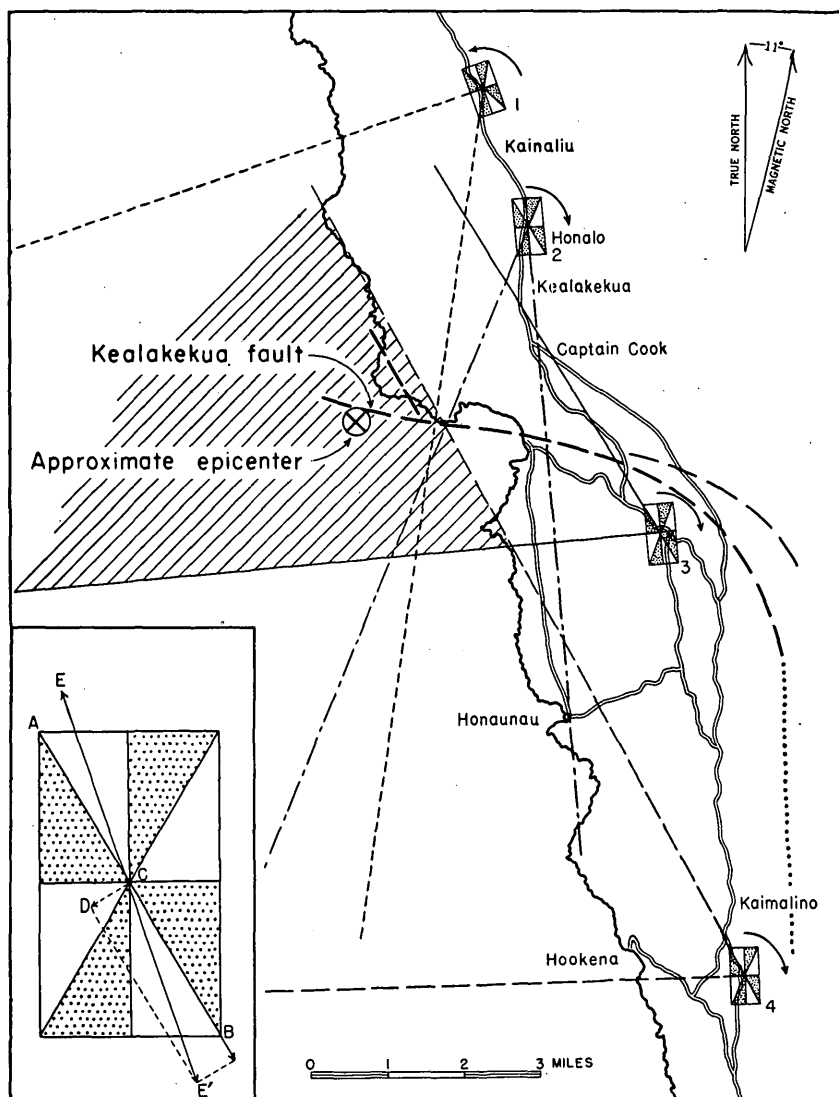 11°
TRUE NORTH
MAGNETIC NORTH
1
Kainaliu
Honalo
2
Kealakekua
Captain Cook
Kealakekua fault
Approximate epicenter
3
Honaunau
Kaimalino
Hookena
4
E
A
C
D
B
E'
0 1 2 3 MILES